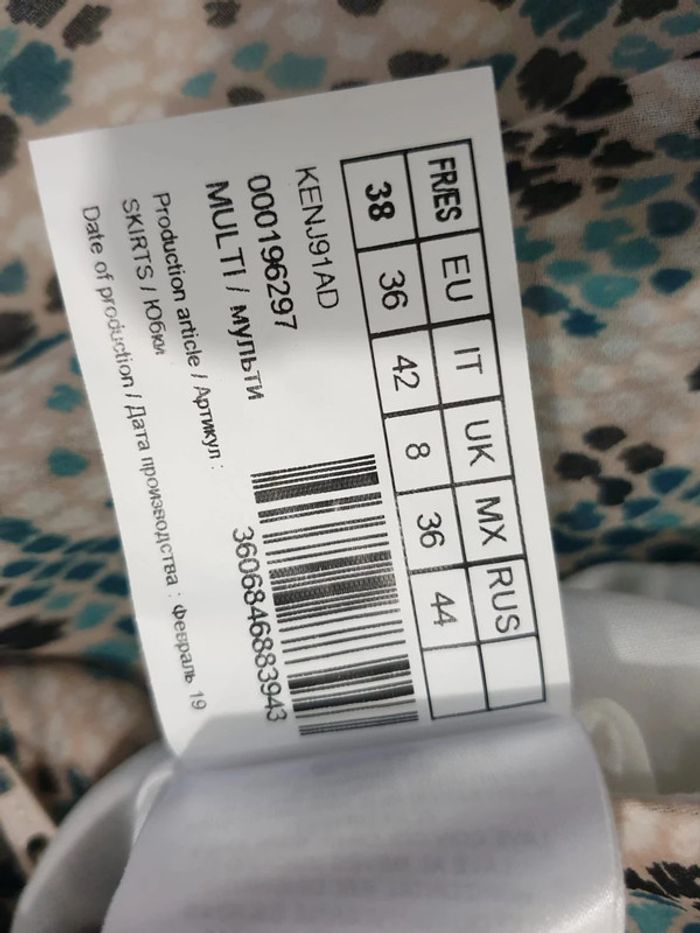 FR/ES EU IT UK MX RUS
38 36 42 8 36 44
KENJ91AD
000196297
MULTI / мульти
3606846883943
Production article / Артикул :
SKIRTS / Юбки
Date of production / Дата производства : февраль 19